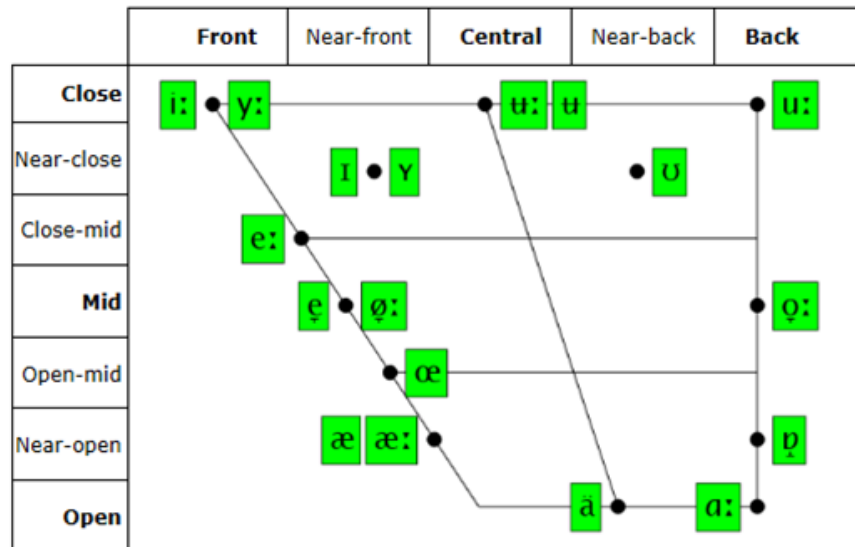 Front Near-front Central Near-back Back
Close iː yː ʉː ʉ uː
Near-close ɪ ʏ ʊ
Close-mid eː
Mid e̞ ø̞ː o̞ː
Open-mid œ
Near-open æ æː ɒ̝
Open ä ɑː